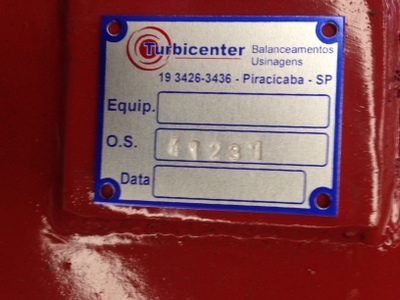 Turbicenter Balanceamentos
Usinagens
19 3426-3436 - Piracicaba - SP
Equip.
O.S. 41231
Data